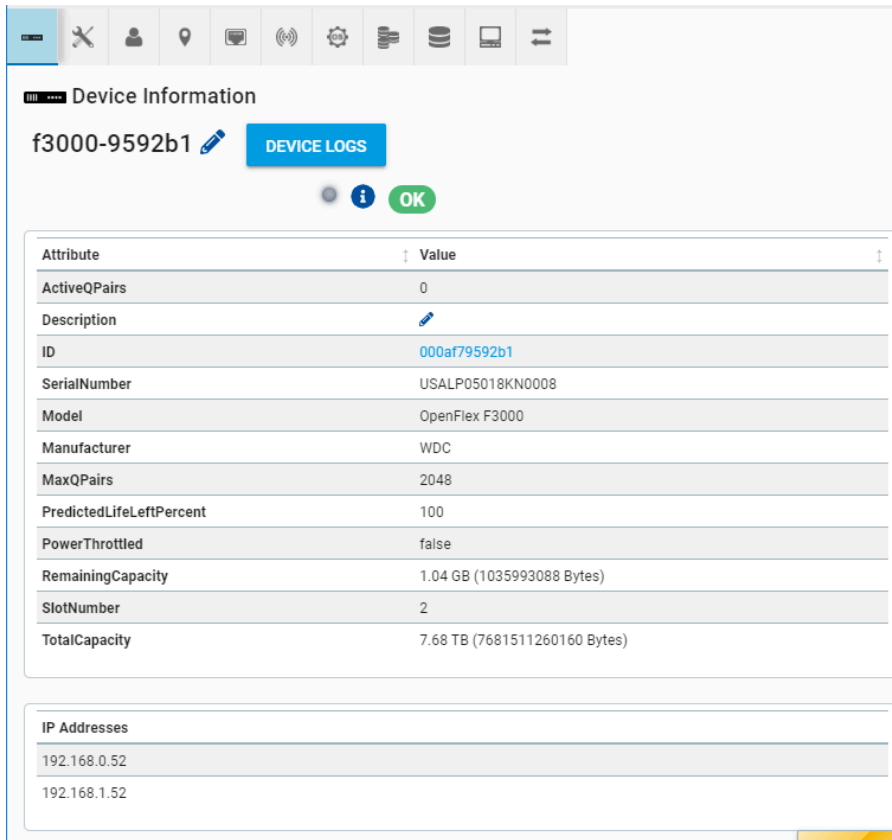 OS
Device Information
f3000-9592b1 DEVICE LOGS
i OK
Attribute Value
ActiveQPairs 0
Description
ID 000af79592b1
SerialNumber USALP05018KN0008
Model OpenFlex F3000
Manufacturer WDC
MaxQPairs 2048
PredictedLifeLeftPercent 100
PowerThrottled false
RemainingCapacity 1.04 GB (1035993088 Bytes)
SlotNumber 2
TotalCapacity 7.68 TB (7681511260160 Bytes)
IP Addresses
192.168.0.52
192.168.1.52